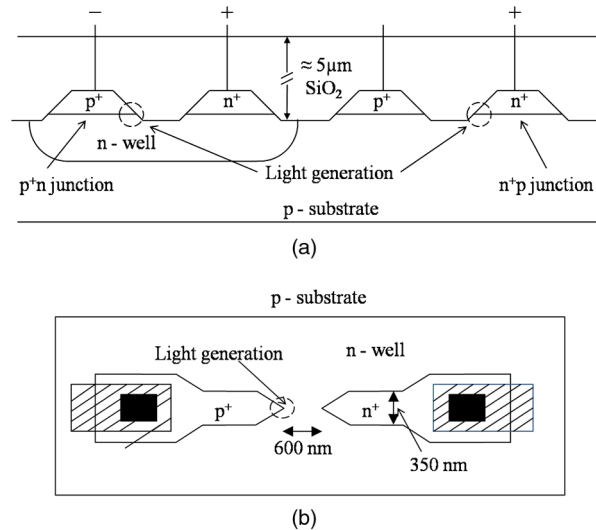 − + +
≈ 5µm
SiO₂
p⁺ n⁺ p⁺ n⁺
n - well
p⁺n junction Light generation n⁺p junction
p - substrate
(a)
p - substrate
Light generation n - well
p⁺ n⁺
600 nm 350 nm
(b)